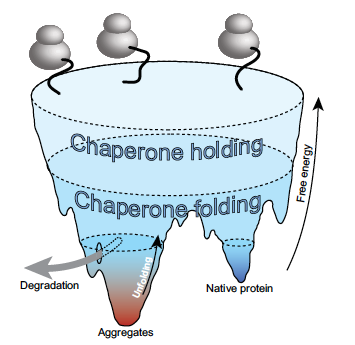 Chaperone holding
Chaperone folding
Free energy
Unfolding
Degradation
Native protein
Aggregates